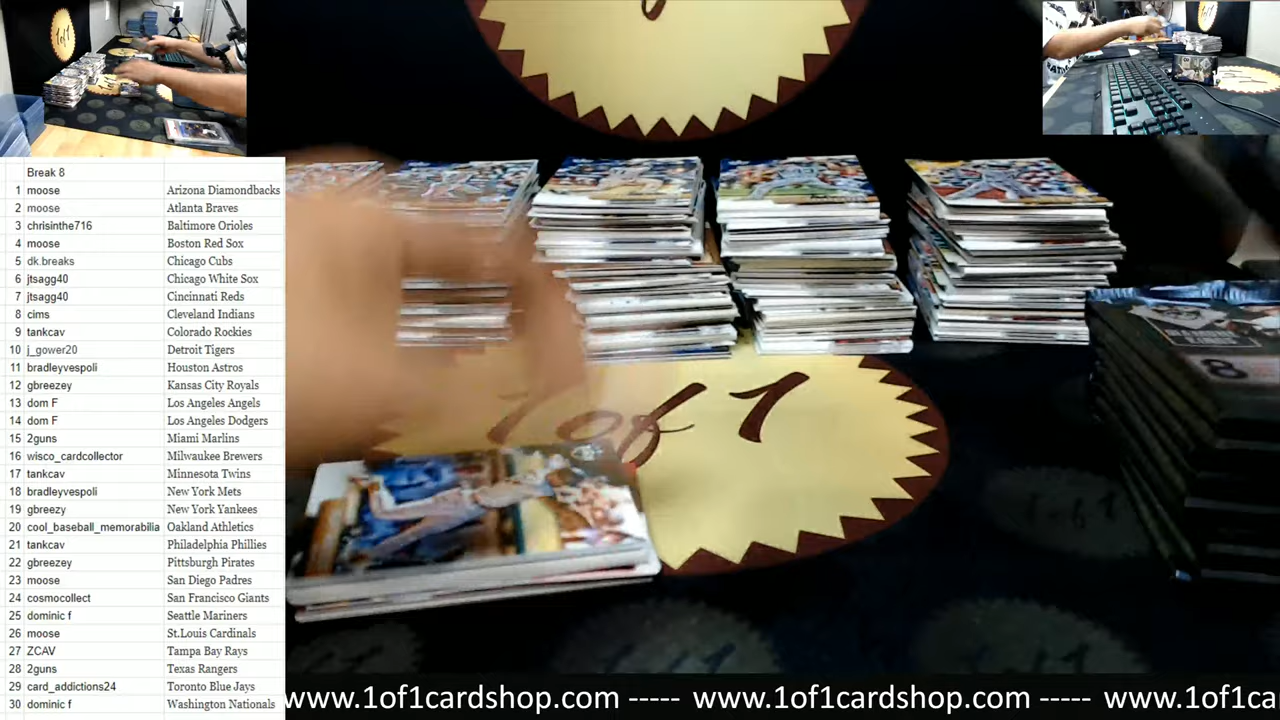 1of1
Break 8
1 moose Arizona Diamondbacks
2 moose Atlanta Braves
3 chrisinthe716 Baltimore Orioles
4 moose Boston Red Sox
5 dk.breaks Chicago Cubs
6 jtsagg40 Chicago White Sox
7 jtsagg40 Cincinnati Reds
8 cims Cleveland Indians
9 tankcav Colorado Rockies
10 j_gower20 Detroit Tigers
11 bradleyvespoli Houston Astros
12 gbreezey Kansas City Royals
13 dom F Los Angeles Angels
14 dom F Los Angeles Dodgers
15 2guns Miami Marlins
16 wisco_cardcollector Milwaukee Brewers
17 tankcav Minnesota Twins
18 bradleyvespoli New York Mets
19 gbreezy New York Yankees
20 cool_baseball_memorabilia Oakland Athletics
21 tankcav Philadelphia Phillies
22 gbreezey Pittsburgh Pirates
23 moose San Diego Padres
24 cosmocollect San Francisco Giants
25 dominic f Seattle Mariners
26 moose St.Louis Cardinals
27 ZCAV Tampa Bay Rays
28 2guns Texas Rangers
29 card_addictions24 Toronto Blue Jays
30 dominic f Washington Nationals
1 of 1
8
www.1of1cardshop.com ----- www.1of1cardshop.com ----- www.1of1ca